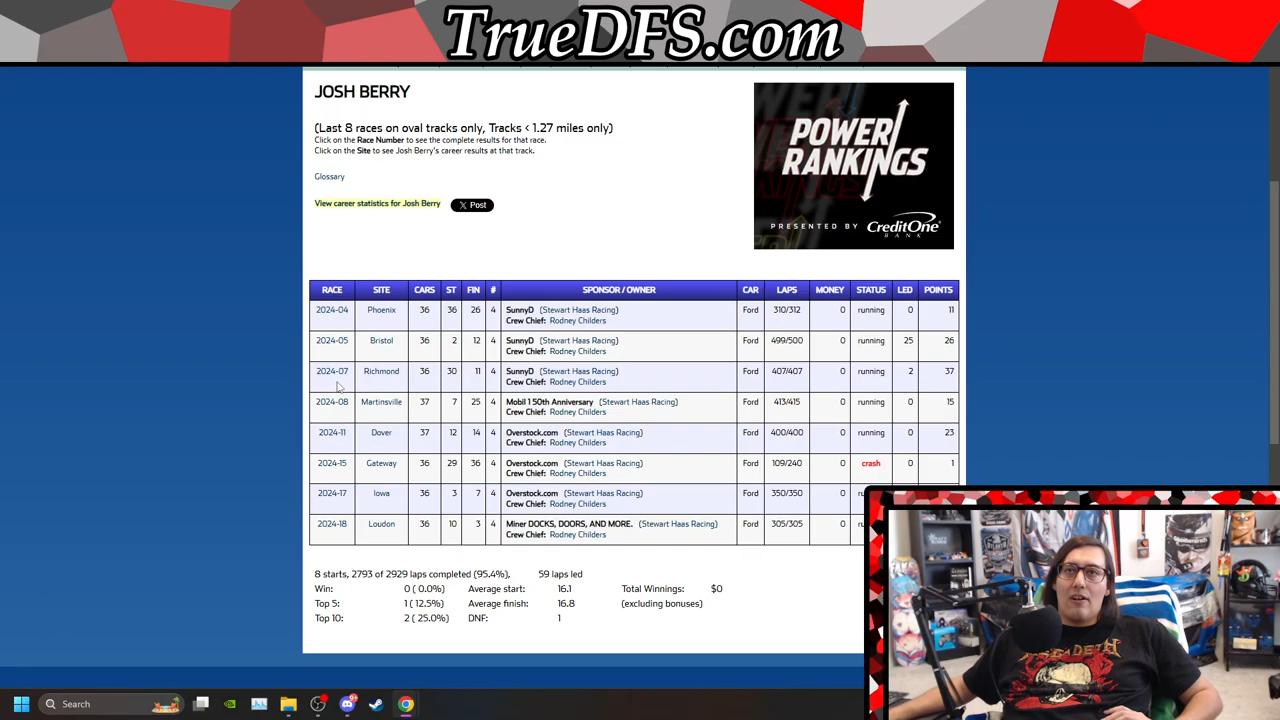 TrueDFS.com
JOSH BERRY
(Last 8 races on oval tracks only, Tracks < 1.27 miles only)
Click on the Race Number to see the complete results for that race.
Click on the Site to see Josh Berry's career results at that track.
Glossary
View career statistics for Josh Berry
X Post
POWER
RANKINGS
PRESENTED BY CreditOne
BANK
RACE SITE CARS ST FIN # SPONSOR / OWNER CAR LAPS MONEY STATUS LED POINTS
2024-04 Phoenix 36 36 26 4 SunnyD (Stewart Haas Racing) Ford 310/312 0 running 0 11
Crew Chief: Rodney Childers
2024-05 Bristol 36 2 12 4 SunnyD (Stewart Haas Racing) Ford 499/500 0 running 25 26
Crew Chief: Rodney Childers
2024-07 Richmond 36 30 11 4 SunnyD (Stewart Haas Racing) Ford 407/407 0 running 2 37
Crew Chief: Rodney Childers
2024-08 Martinsville 37 7 25 4 Mobil 1 50th Anniversary (Stewart Haas Racing) Ford 413/415 0 running 0 15
Crew Chief: Rodney Childers
2024-11 Dover 37 12 14 4 Overstock.com (Stewart Haas Racing) Ford 400/400 0 running 0 23
Crew Chief: Rodney Childers
2024-15 Gateway 36 29 36 4 Overstock.com (Stewart Haas Racing) Ford 109/240 0 crash 0 1
Crew Chief: Rodney Childers
2024-17 Iowa 36 3 7 4 Overstock.com (Stewart Haas Racing) Ford 350/350 0 ru
Crew Chief: Rodney Childers
2024-18 Loudon 36 10 3 4 Miner DOCKS, DOORS, AND MORE. (Stewart Haas Racing) Ford 305/305 0 ru
Crew Chief: Rodney Childers
8 starts, 2793 of 2929 laps completed (95.4%), 59 laps led
Win: 0 ( 0.0%) Average start: 16.1 Total Winnings: $0
Top 5: 1 ( 12.5%) Average finish: 16.8 (excluding bonuses)
Top 10: 2 ( 25.0%) DNF: 1
MEGADETH
Search
9+